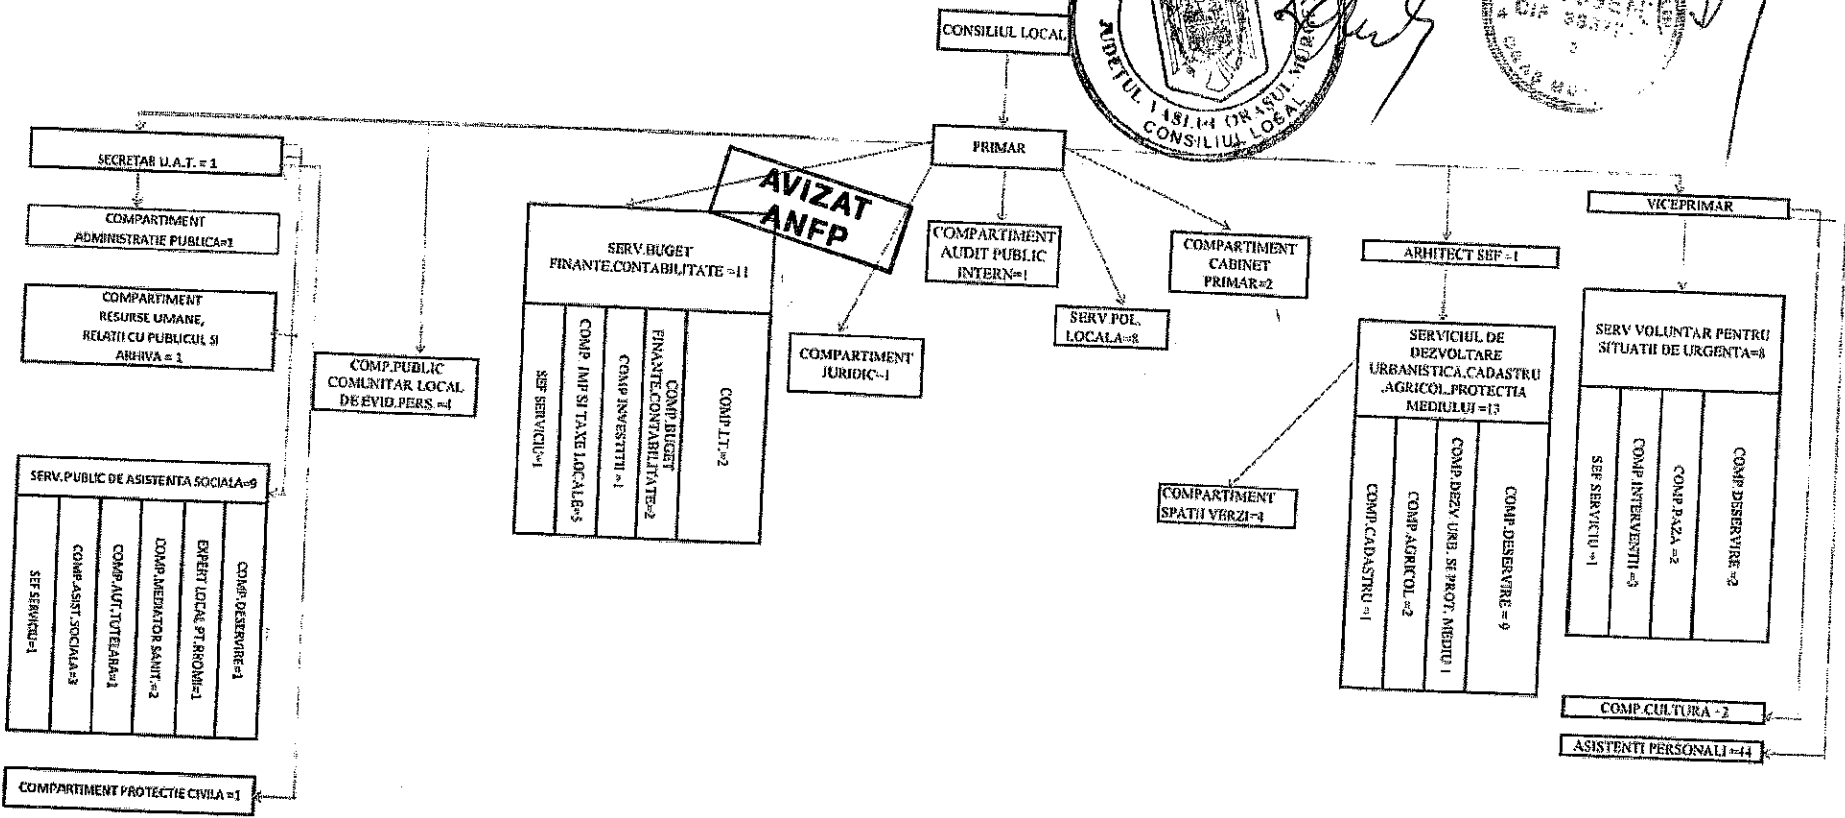 CONSILIUL LOCAL
JUDETUL VASLUI ORASUL
CONSILIUL LOCAL
PRIMAR
AVIZAT
ANFP
SECRETAR U.A.T. = 1
COMPARTIMENT
ADMINISTRATIE PUBLICA=1
COMPARTIMENT
RESURSE UMANE,
RELATII CU PUBLICUL SI
ARHIVA = 1
COMP.PUBLIC
COMUNITAR LOCAL
DE EVID.PERS.=4
SERV.PUBLIC DE ASISTENTA SOCIALA=9
SEF SERVICIU=1
COMP.ASIST.SOCIALA=3
COMP.AUT.TUTELARA=1
COMP.MEDIATOR SANIT.=2
EXPERT LOCAL PT.RROMI=1
COMP.DESERVIRE=1
COMPARTIMENT PROTECTIE CIVILA =1
SERV.BUGET
FINANTE.CONTABILITATE =11
SEF SERVICIU=1
COMP. IMP SI TAXE LOCALE=5
COMP INVESTITII =1
COMP.BUGET
FINANTE.CONTABILITATE=2
COMP.I.T.=2
COMPARTIMENT
JURIDIC=1
COMPARTIMENT
AUDIT PUBLIC
INTERN=1
SERV.POL.
LOCALA=8
COMPARTIMENT
CABINET
PRIMAR=2
ARHITECT SEF =1
SERVICIUL DE
DEZVOLTARE
URBANISTICA.CADASTRU
.AGRICOL.PROTECTIA
MEDIULUI =13
COMP.CADASTRU =1
COMP.AGRICOL =2
COMP.DEZV.URB. SI PROT. MEDIU 1
COMP.DESERVIRE = 9
COMPARTIMENT
SPATII VERZI=4
VICEPRIMAR
SERV VOLUNTAR PENTRU
SITUATII DE URGENTA=8
SEF SERVICIU =1
COMP.INTERVENTII =3
COMP.PAZA =2
COMP.DESERVIRE =2
COMP.CULTURA =2
ASISTENTI PERSONALI =44